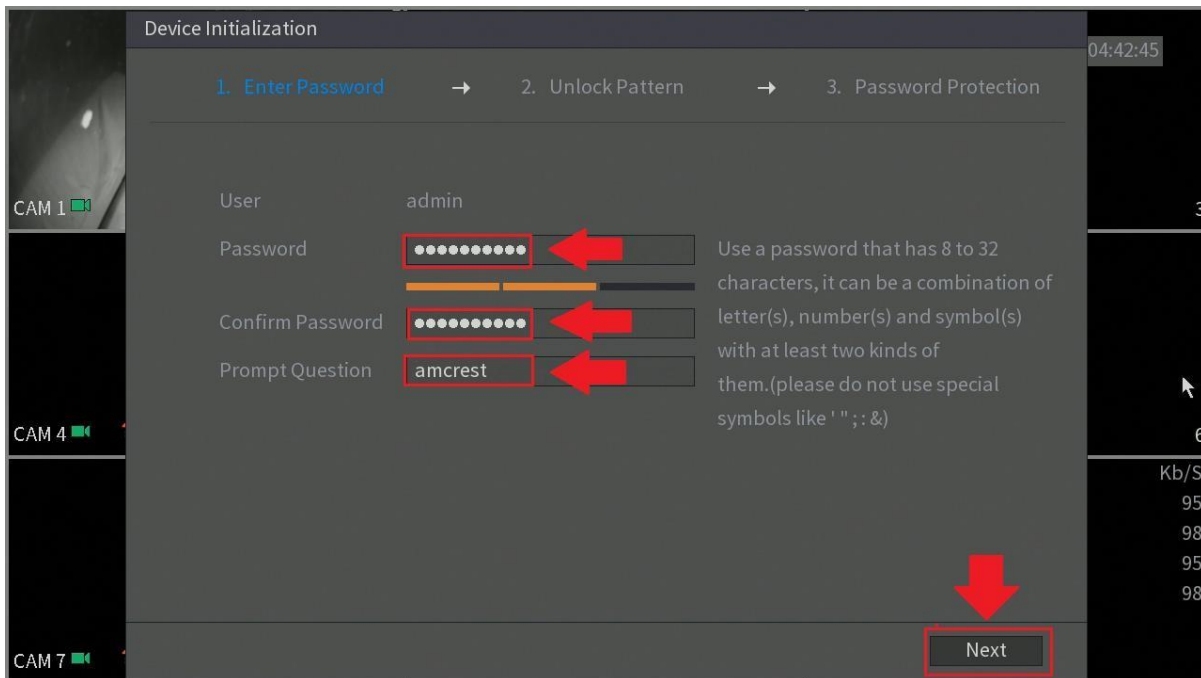 Device Initialization
04:42:45
1. Enter Password → 2. Unlock Pattern → 3. Password Protection
CAM 1
User admin
Password ●●●●●●●●●●
Use a password that has 8 to 32
characters, it can be a combination of
Confirm Password ●●●●●●●●●●
letter(s), number(s) and symbol(s)
with at least two kinds of
Prompt Question amcrest
them.(please do not use special
symbols like ' " ; : &)
CAM 4
6
Kb/S
95
98
95
98
Next
CAM 7